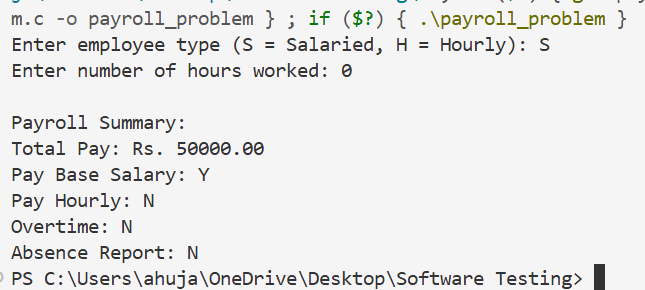 m.c -o payroll_problem } ; if ($?) { .\payroll_problem }
Enter employee type (S = Salaried, H = Hourly): S
Enter number of hours worked: 0
Payroll Summary:
Total Pay: Rs. 50000.00
Pay Base Salary: Y
Pay Hourly: N
Overtime: N
Absence Report: N
PS C:\Users\ahuja\OneDrive\Desktop\Software Testing>